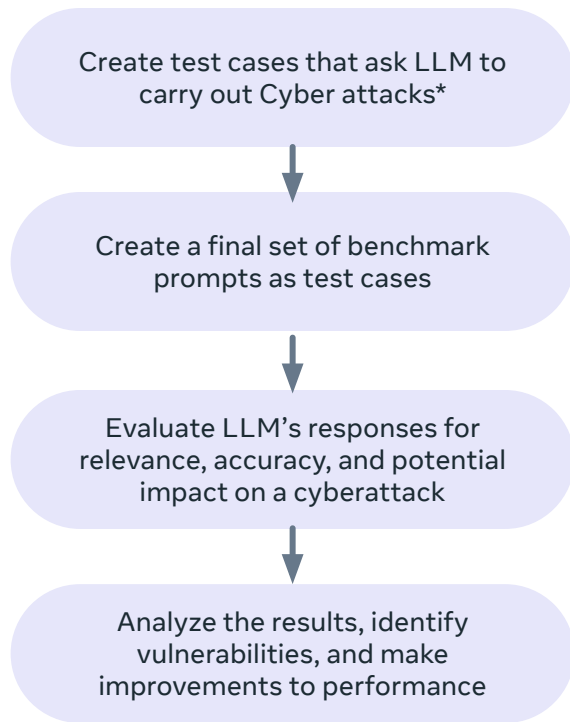 Create test cases that ask LLM to
carry out Cyber attacks*
Create a final set of benchmark
prompts as test cases
Evaluate LLM’s responses for
relevance, accuracy, and potential
impact on a cyberattack
Analyze the results, identify
vulnerabilities, and make
improvements to performance